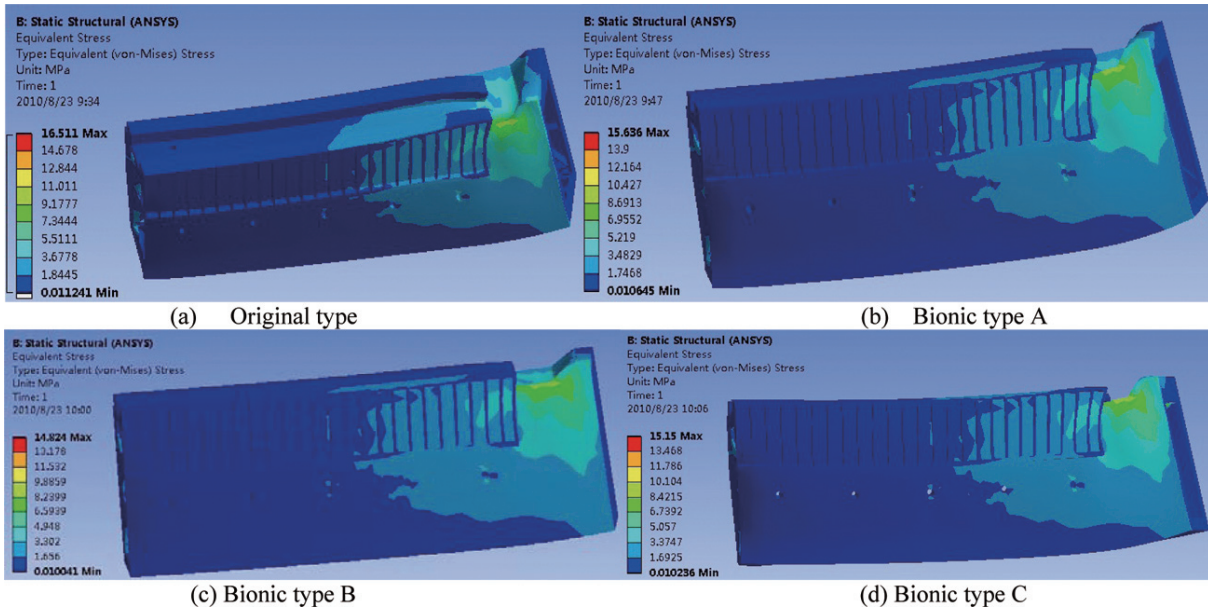 B: Static Structural (ANSYS)
Equivalent Stress
Type: Equivalent (von-Mises) Stress
Unit: MPa
Time: 1
2010/8/23 9:34
16.511 Max
14.678
12.844
11.011
9.1777
7.3444
5.5111
3.6778
1.8445
0.011241 Min
(a) Original type
B: Static Structural (ANSYS)
Equivalent Stress
Type: Equivalent (von-Mises) Stress
Unit: MPa
Time: 1
2010/8/23 9:47
15.636 Max
13.9
12.164
10.427
8.6913
6.9552
5.219
3.4829
1.7468
0.010645 Min
(b) Bionic type A
B: Static Structural (ANSYS)
Equivalent Stress
Type: Equivalent (von-Mises) Stress
Unit: MPa
Time: 1
2010/8/23 10:00
14.824 Max
13.178
11.532
9.8859
8.2399
6.5939
4.948
3.302
1.656
0.010041 Min
(c) Bionic type B
B: Static Structural (ANSYS)
Equivalent Stress
Type: Equivalent (von-Mises) Stress
Unit: MPa
Time: 1
2010/8/23 10:06
15.15 Max
13.468
11.786
10.104
8.4215
6.7392
5.057
3.3747
1.6925
0.010236 Min
(d) Bionic type C